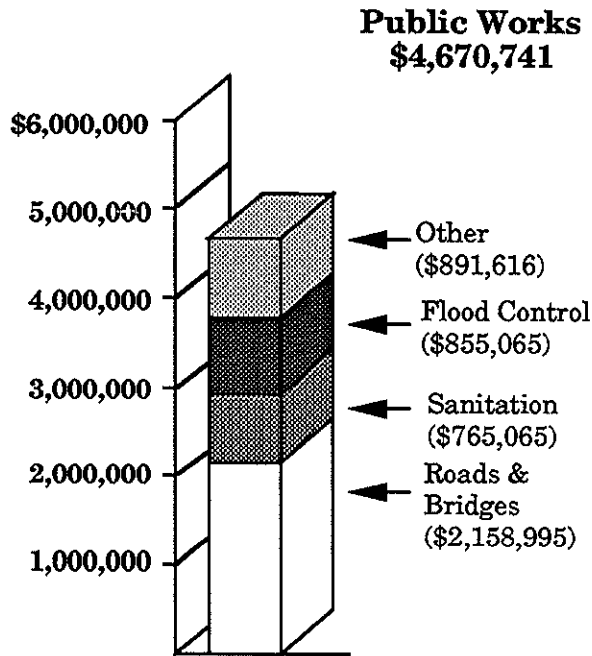 Public Works
$4,670,741
$6,000,000
5,000,000
4,000,000
3,000,000
2,000,000
1,000,000
Other
($891,616)
Flood Control
($855,065)
Sanitation
($765,065)
Roads &
Bridges
($2,158,995)